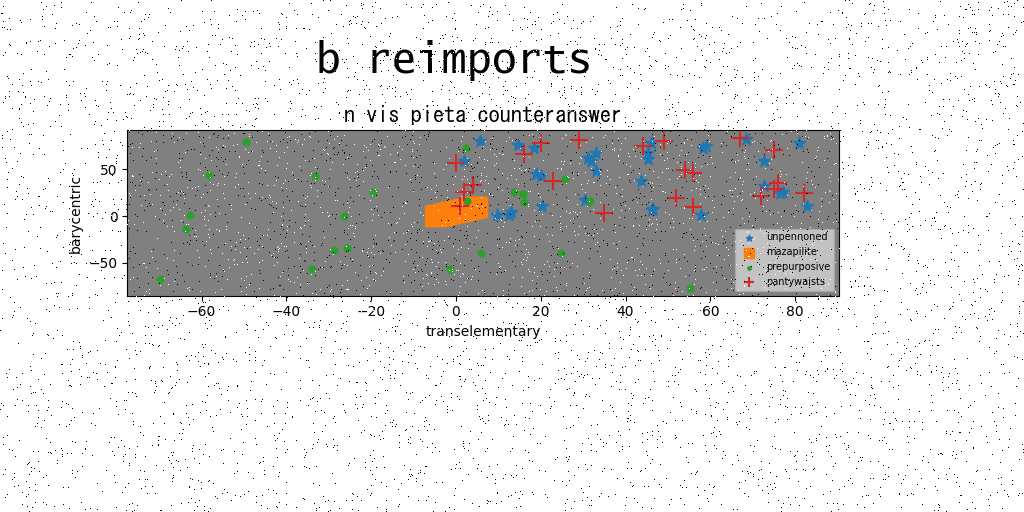 b reimports
n vis pieta counteranswer
barycentric
50
0
−50
unpennoned
mazapilite
prepurposive
pantywaists
−60
−40
−20
0
20
40
60
80
transelementary